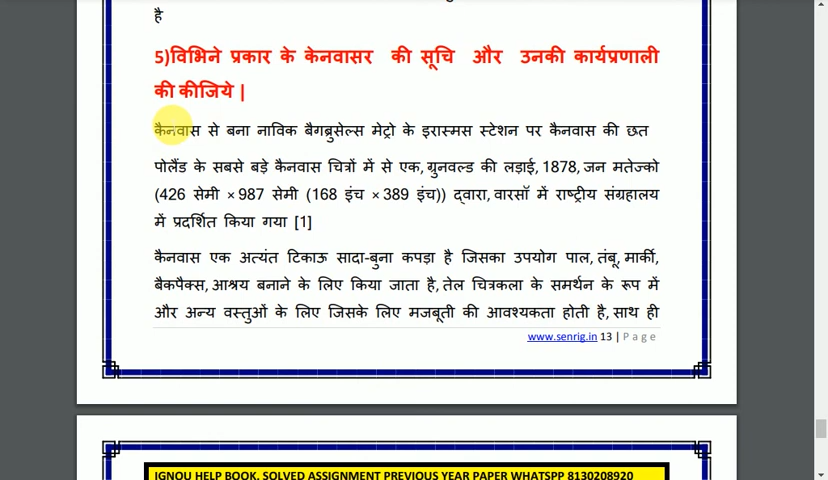 है
5)विभिने प्रकार के केनवासर की सूचि और उनकी कार्यप्रणाली
की कीजिये |
कैनवास से बना नाविक बैगब्रुसेल्स मेट्रो के इरास्मस स्टेशन पर कैनवास की छत
पोलैंड के सबसे बड़े कैनवास चित्रों में से एक, ग्रुनवल्ड की लड़ाई, 1878, जन मतेज्को
(426 सेमी × 987 सेमी (168 इंच × 389 इंच)) द्वारा, वारसॉ में राष्ट्रीय संग्रहालय
में प्रदर्शित किया गया [1]
कैनवास एक अत्यंत टिकाऊ सादा-बुना कपड़ा है जिसका उपयोग पाल, तंबू, मार्की,
बैकपैक्स, आश्रय बनाने के लिए किया जाता है, तेल चित्रकला के समर्थन के रूप में
और अन्य वस्तुओं के लिए जिसके लिए मजबूती की आवश्यकता होती है, साथ ही
www.senrig.in 13 | Page
IGNOU HELP BOOK, SOLVED ASSIGNMENT PREVIOUS YEAR PAPER WHATSPP 8130208920